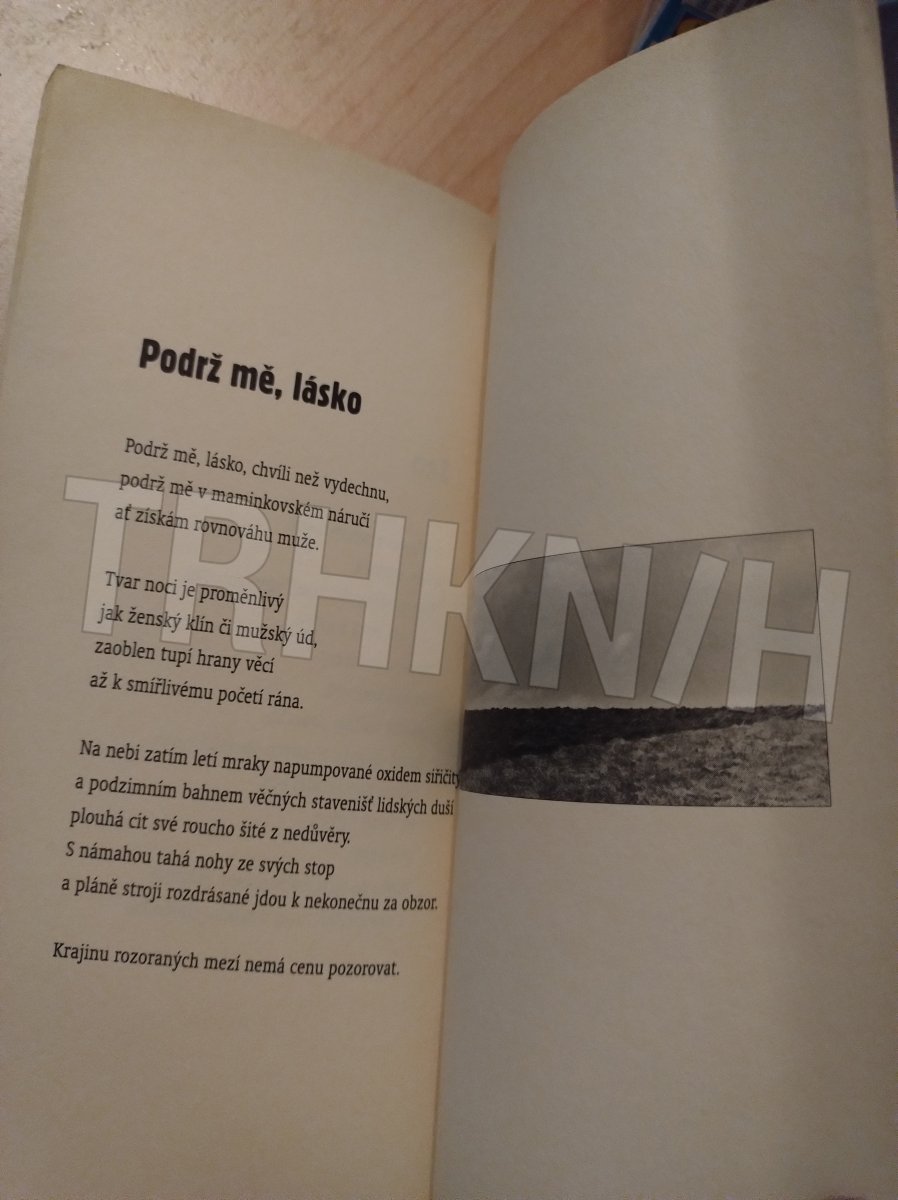 Podrž mě, lásko
Podrž mě, lásko, chvíli než vydechnu,
podrž mě v maminkovském náručí
ať získám rovnováhu muže.
Tvar noci je proměnlivý
jak ženský klín či mužský úd,
zaoblen tupí hrany věcí
až k smířlivému početí rána.
Na nebi zatím letí mraky napumpované oxidem siřičitý
a podzimním bahnem věčných stavenišť lidských duší
plouhá cit své roucho šité z nedůvěry.
S námahou tahá nohy ze svých stop
a pláně stroji rozdrásané jdou k nekonečnu za obzor.
Krajinu rozoraných mezí nemá cenu pozorovat.
TRHKN/H